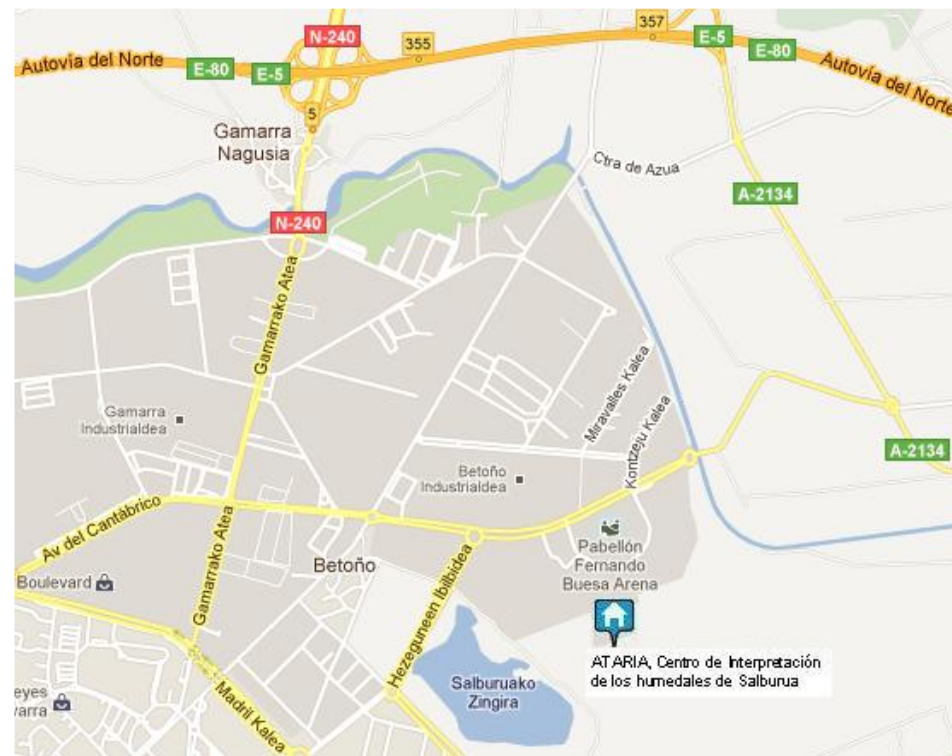 N-240
355
357
Autovía del Norte
E-80
E-5
E-5
E-80
Autovía del Norte
5
Gamarra
Nagusia
Ctra de Azua
A-2134
N-240
Gamarrako Atea
Miravalles Kalea
Gamarra
Industrialdea
Kontzeju Kalea
A-2134
Betoño
Industrialdea
Av del Cantábrico
Gamarrako Atea
Betoño
Pabellón
Fernando
Buesa Arena
Boulevard
Hezeguneen Ibilbidea
ATARIA, Centro de Interpretación
de los humedales de Salburua
Salburuako
Zingira
Madril Kalea
eyes
varra